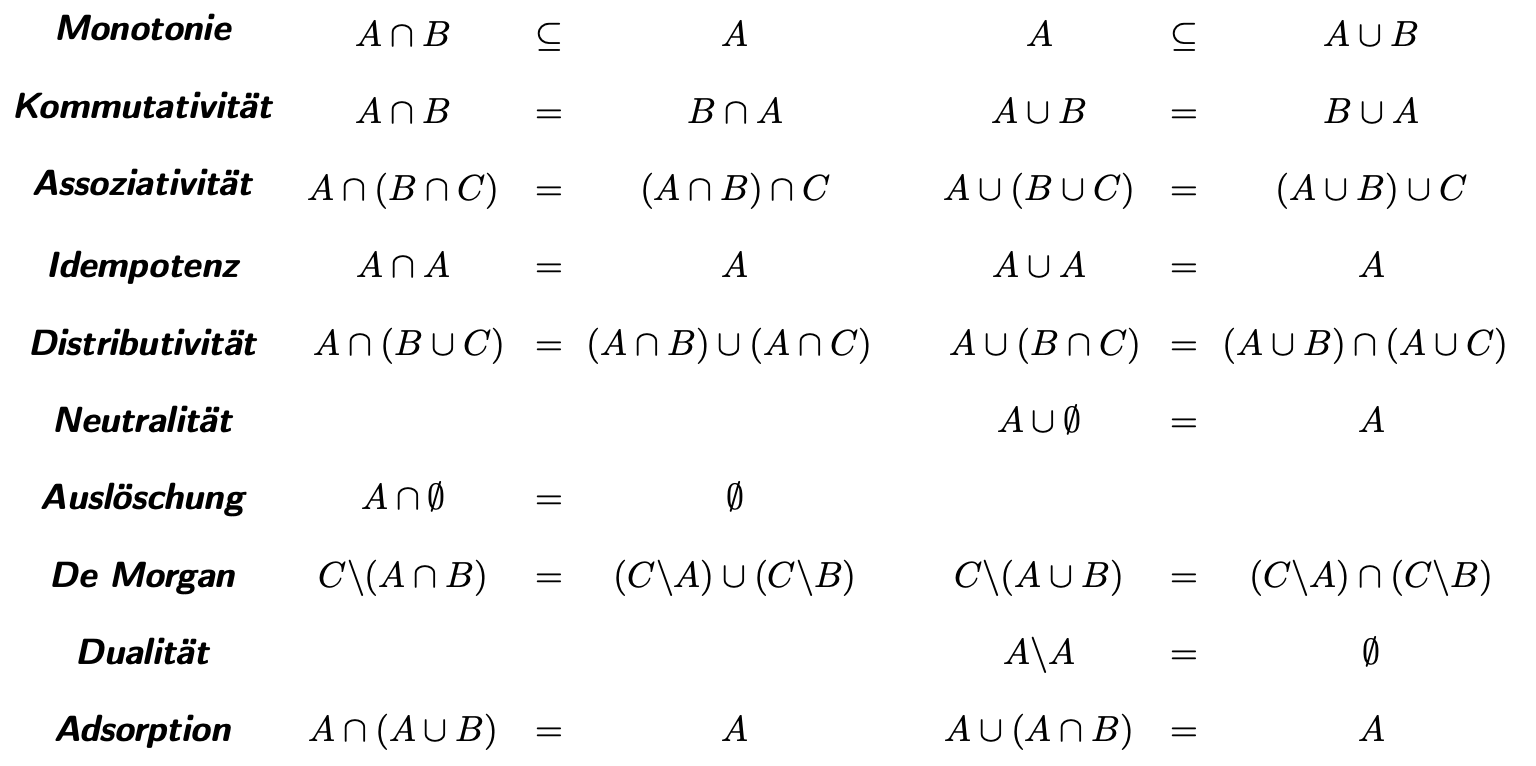 Monotonie A ∩ B ⊆ A A ⊆ A ∪ B
Kommutativität A ∩ B = B ∩ A A ∪ B = B ∪ A
Assoziativität A ∩ (B ∩ C) = (A ∩ B) ∩ C A ∪ (B ∪ C) = (A ∪ B) ∪ C
Idempotenz A ∩ A = A A ∪ A = A
Distributivität A ∩ (B ∪ C) = (A ∩ B) ∪ (A ∩ C) A ∪ (B ∩ C) = (A ∪ B) ∩ (A ∪ C)
Neutralität A ∪ ∅ = A
Auslöschung A ∩ ∅ = ∅
De Morgan C\(A ∩ B) = (C\A) ∪ (C\B) C\(A ∪ B) = (C\A) ∩ (C\B)
Dualität A\A = ∅
Adsorption A ∩ (A ∪ B) = A A ∪ (A ∩ B) = A